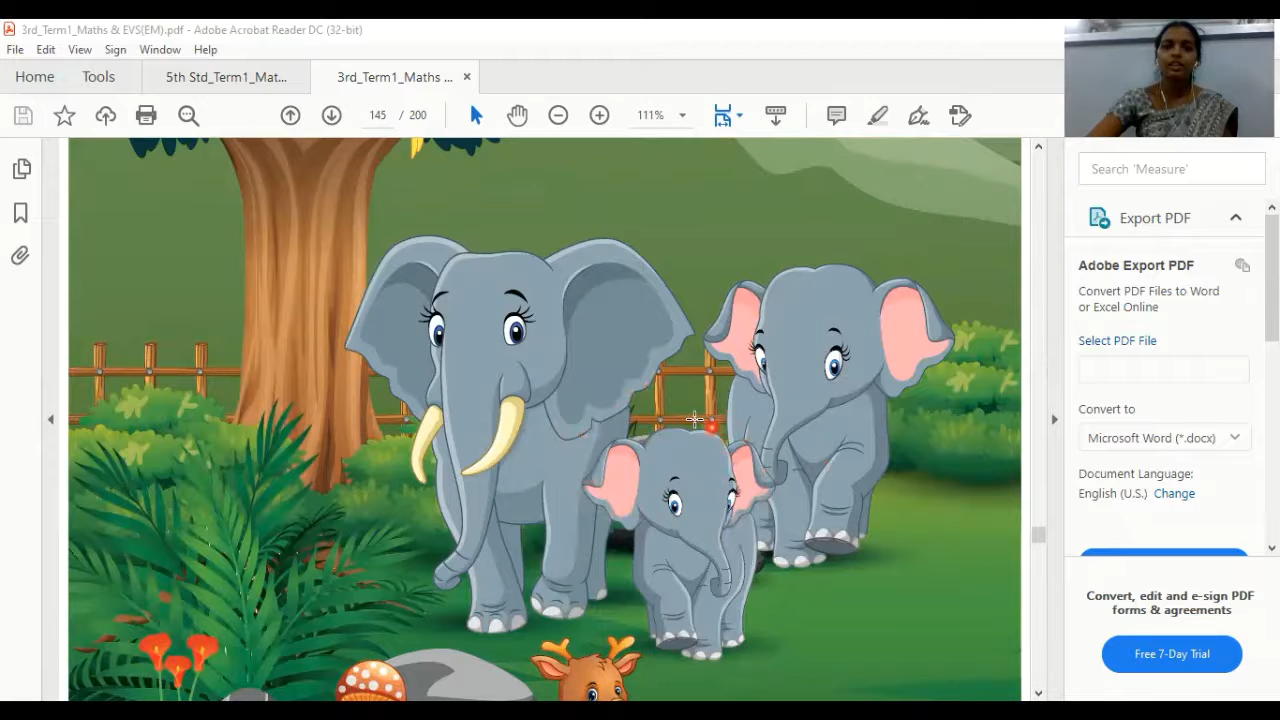 3rd_Term1_Maths & EVS(EM).pdf - Adobe Acrobat Reader DC (32-bit)
File Edit View Sign Window Help
Home Tools 5th Std_Term1_Mat... 3rd_Term1_Maths ... ×
145 / 200 111%
Search 'Measure'
Export PDF
Adobe Export PDF
Convert PDF Files to Word
or Excel Online
Select PDF File
Convert to
Microsoft Word (*.docx)
Document Language:
English (U.S.) Change
Convert, edit and e-sign PDF
forms & agreements
Free 7-Day Trial